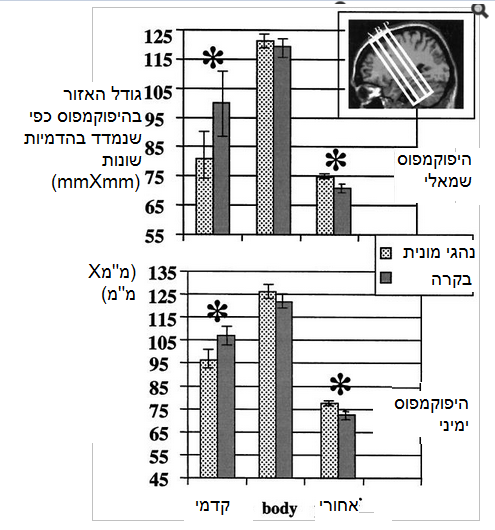 גודל האזור
בהיפוקמפוס כפי
שנמדד בהדמיות
שונות
(mmXmm)
125
115
105
95
85
75
65
55
*
*
A B P
היפוקמפוס
שמאלי
נהגי מונית
בקרה
(מ"מX
מ"מ)
135
125
115
105
95
85
75
65
55
45
*
*
היפוקמפוס
ימיני
קדמי
body
אחורי